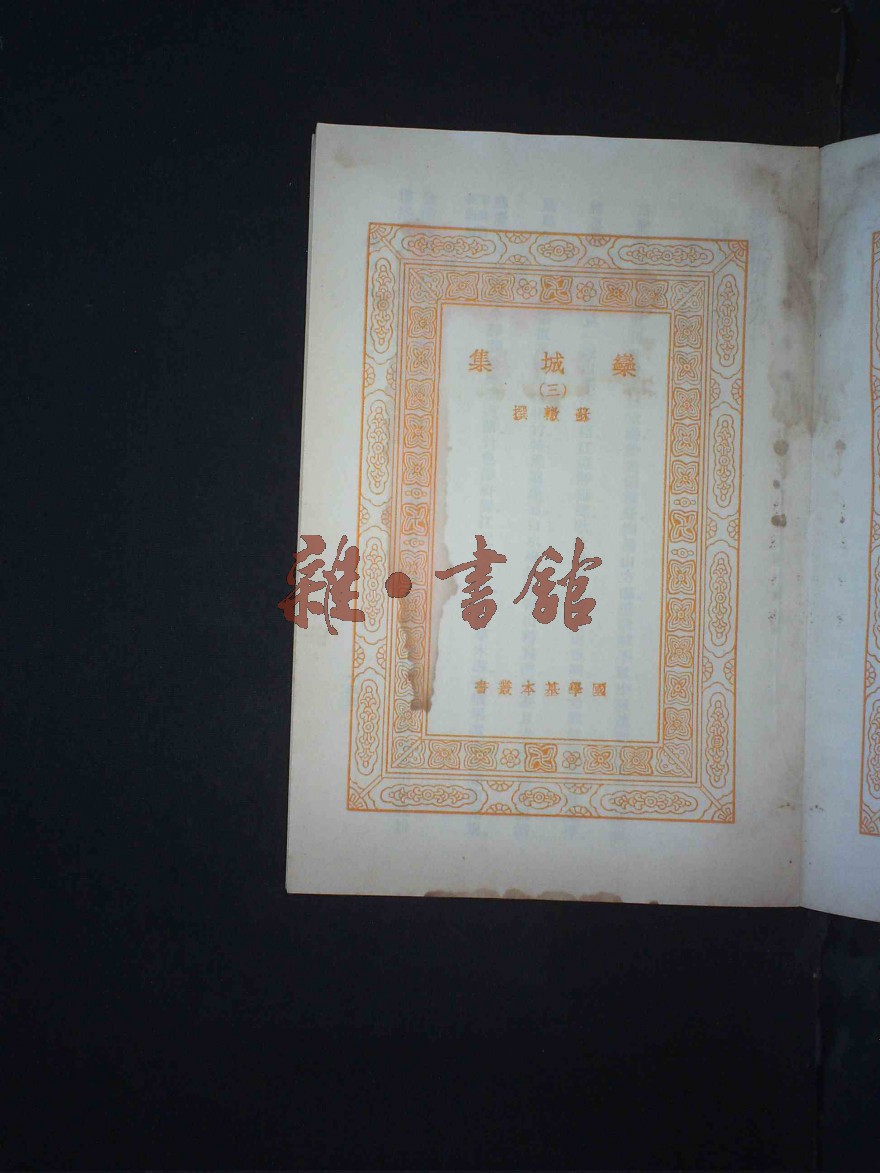 欒城集
(三)
蘇轍撰
雜·書館
國學基本叢書